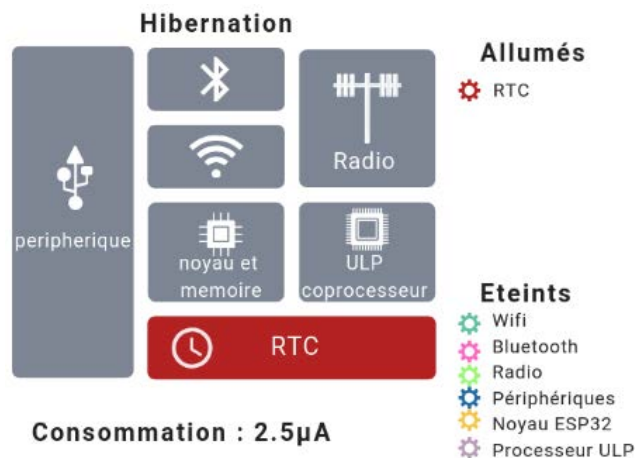 Hibernation
Allumés
RTC
Radio
peripherique
noyau et
memoire
ULP
coprocesseur
RTC
Eteints
Wifi
Bluetooth
Radio
Périphériques
Noyau ESP32
Processeur ULP
Consommation : 2.5µA